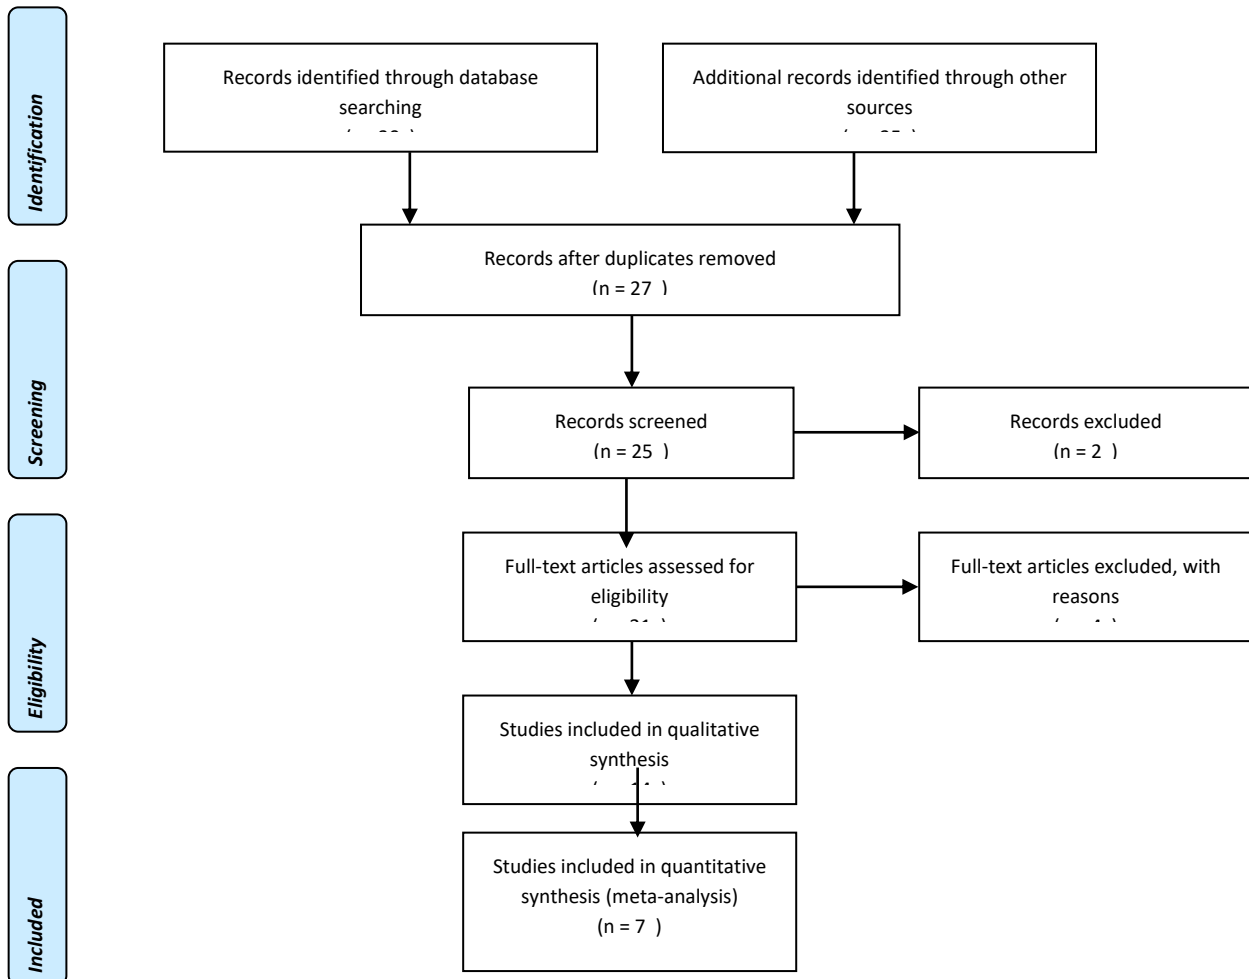 Identification
Records identified through database
searching
Additional records identified through other
sources
Records after duplicates removed
(n = 27 )
Screening
Records screened
(n = 25 )
Records excluded
(n = 2 )
Eligibility
Full-text articles assessed for
eligibility
Full-text articles excluded, with
reasons
Studies included in qualitative
synthesis
Included
Studies included in quantitative
synthesis (meta-analysis)
(n = 7 )